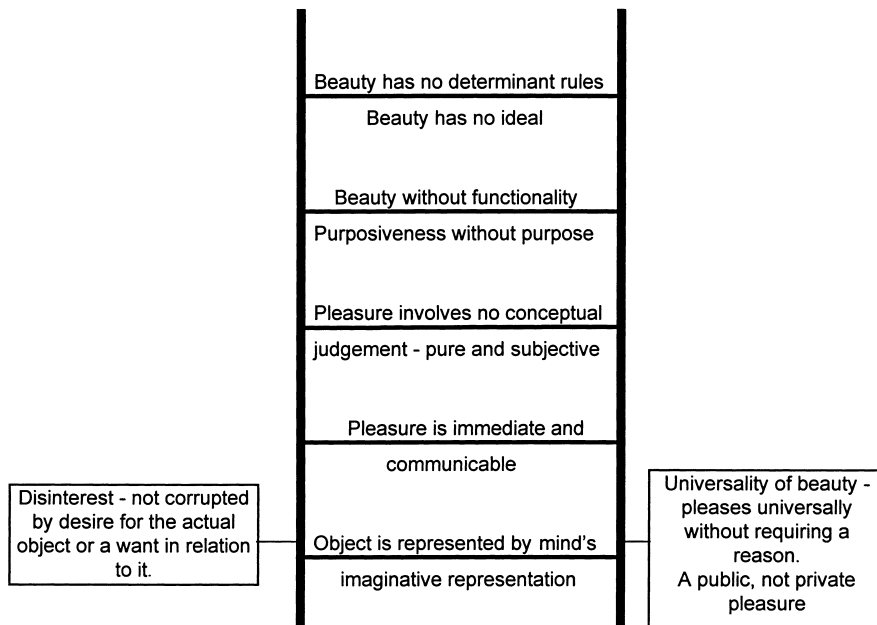 Beauty has no determinant rules
Beauty has no ideal
Beauty without functionality
Purposiveness without purpose
Pleasure involves no conceptual
judgement - pure and subjective
Pleasure is immediate and
communicable
Object is represented by mind's
imaginative representation
Disinterest - not corrupted
by desire for the actual
object or a want in relation
to it.
Universality of beauty -
pleases universally
without requiring a
reason.
A public, not private
pleasure